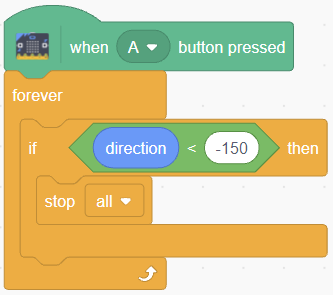 when A button pressed
forever
if direction < -150 then
stop all